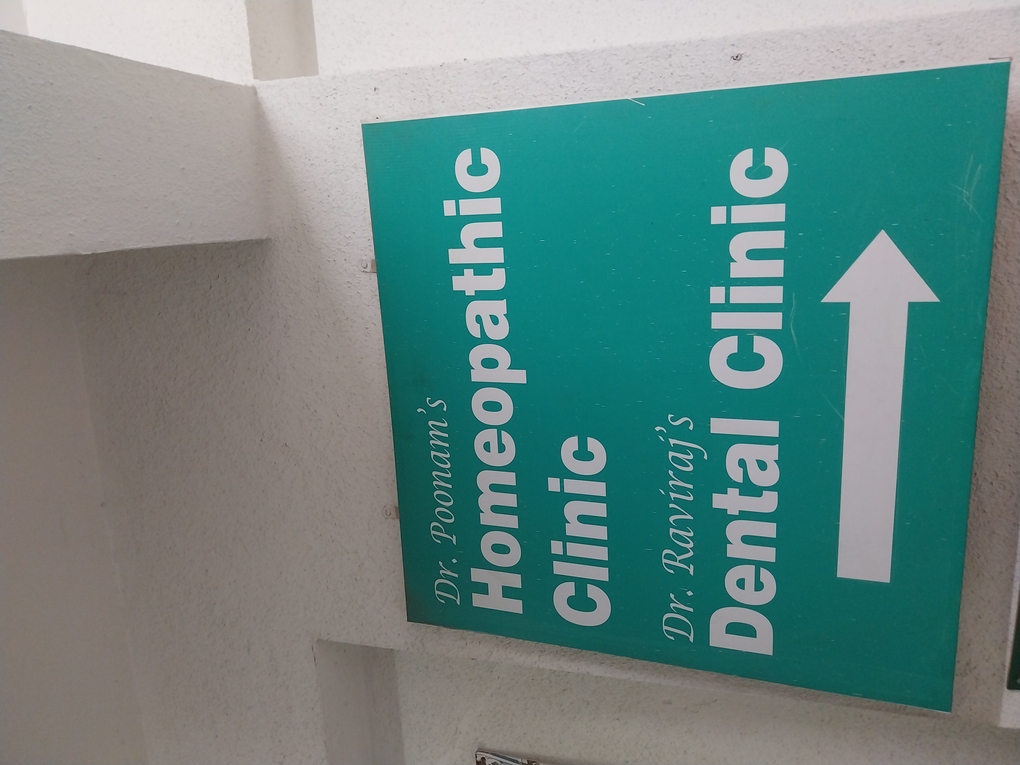 Dr. Poonam's
Homeopathic
Clinic
Dr. Raviraj's
Dental Clinic